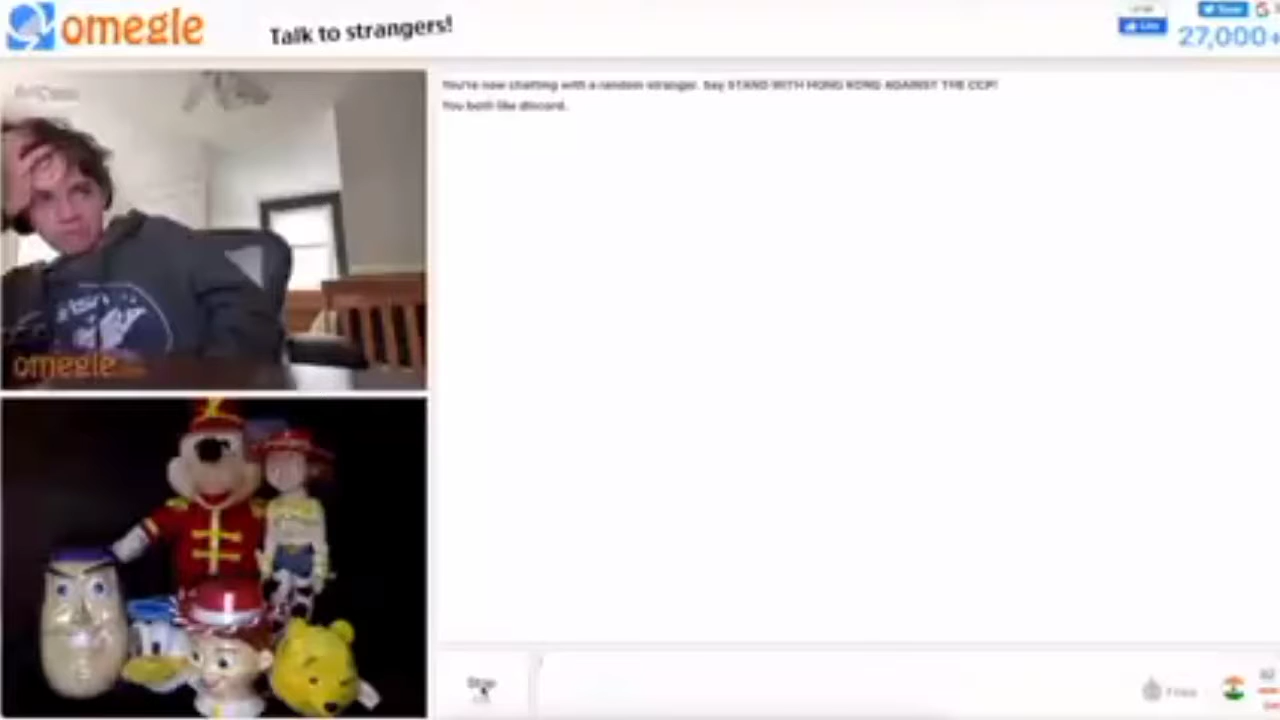 omegle
Talk to strangers!
27,000+
You're now chatting with a random stranger. Say STAND WITH HONG KONG AGAINST THE CCP!
You both like discord.
omegle
Stop